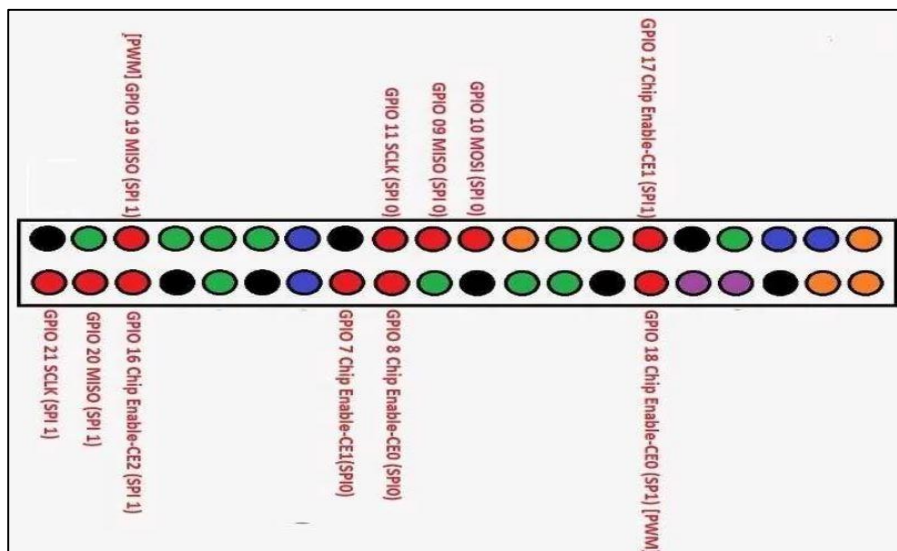 [PWM] GPIO 19 MISO (SPI 1)
GPIO 11 SCLK (SPI 0)
GPIO 09 MISO (SPI 0)
GPIO 10 MOSI (SPI 0)
GPIO 17 Chip Enable-CE1 (SPI1)
GPIO 21 SCLK (SPI 1)
GPIO 20 MISO (SPI 1)
GPIO 16 Chip Enable-CE2 (SPI 1)
GPIO 7 Chip Enable-CE1(SPI0)
GPIO 8 Chip Enable-CE0 (SPI0)
GPIO 18 Chip Enable-CE0 (SP1) [PWM]